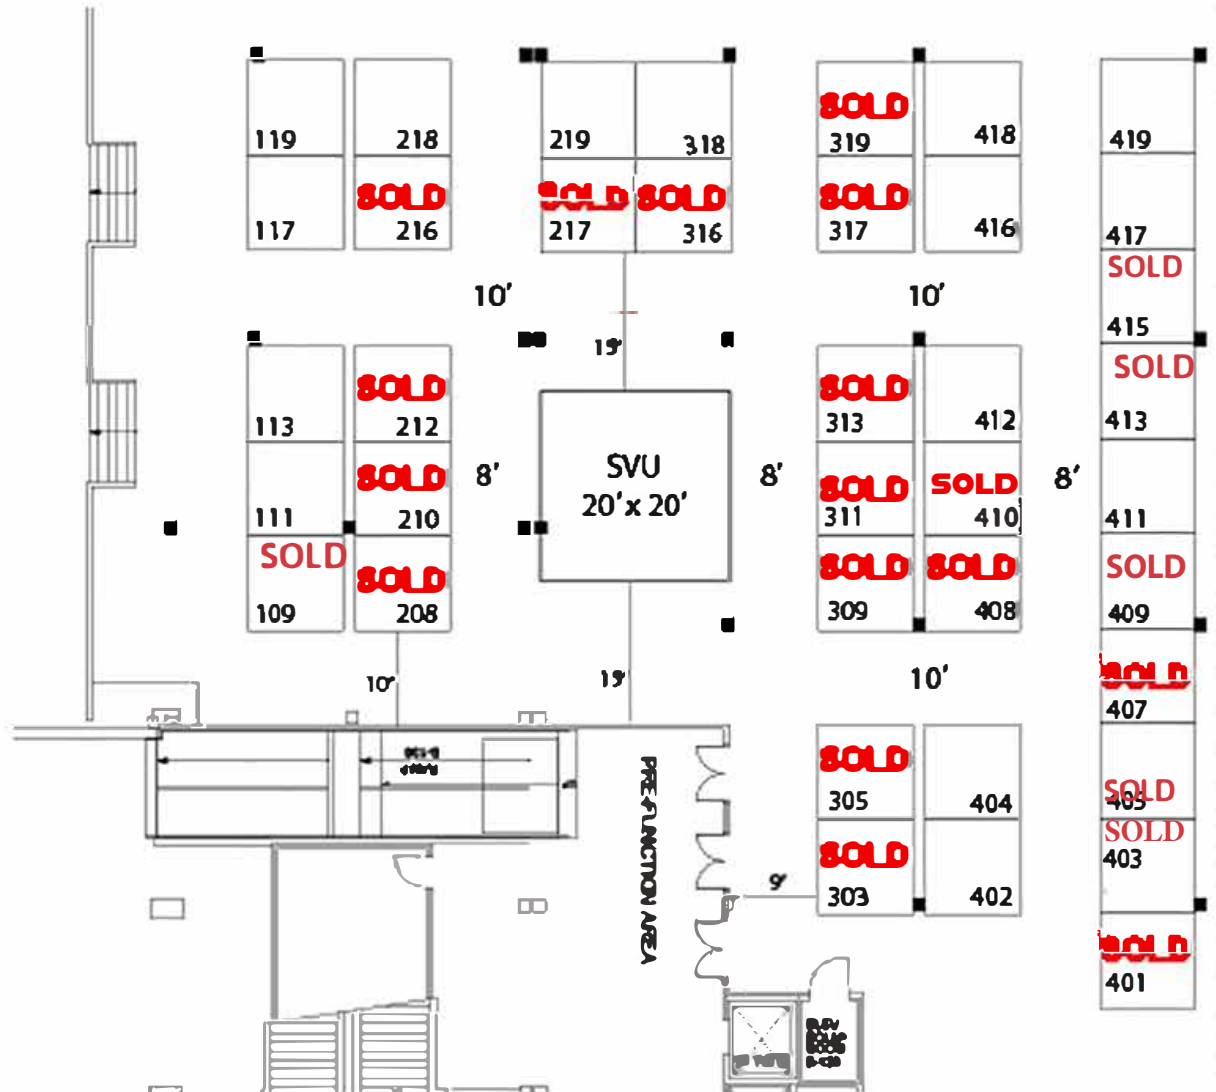 SOLD
119 218 219 318 319 418 419
SOLD SOLD SOLD SOLD
117 216 217 316 317 416 417
SOLD
10' 10'
415
15'
SOLD SOLD SOLD
113 212 313 412 413
SOLD
8' SVU 8' SOLD SOLD 8'
20' x 20'
111 210 311 410 411
SOLD SOLD SOLD SOLD SOLD
109 208 309 408 409
10' 15' 10' SOLD
407
SOLD
305 404 SOLD
405
PRE-FUNCTION AREA
SOLD SOLD
403
9' 303 402
SOLD
401